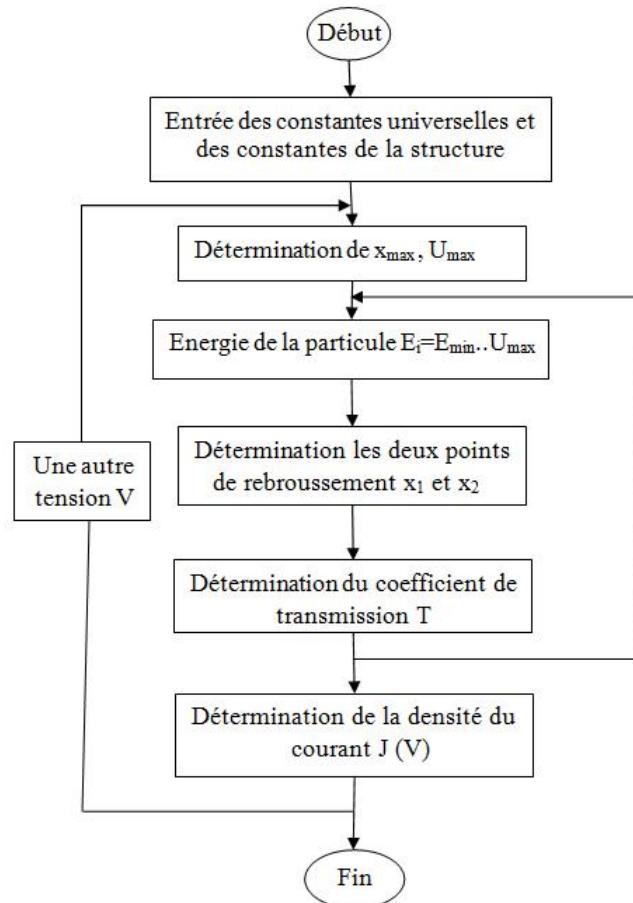 Début
Entrée des constantes universelles et
des constantes de la structure
Détermination de xmax, Umax
Energie de la particule Ei=Emin..Umax
Détermination les deux points
de rebroussement x1 et x2
Une autre
tension V
Détermination du coefficient de
transmission T
Détermination de la densité du
courant J (V)
Fin